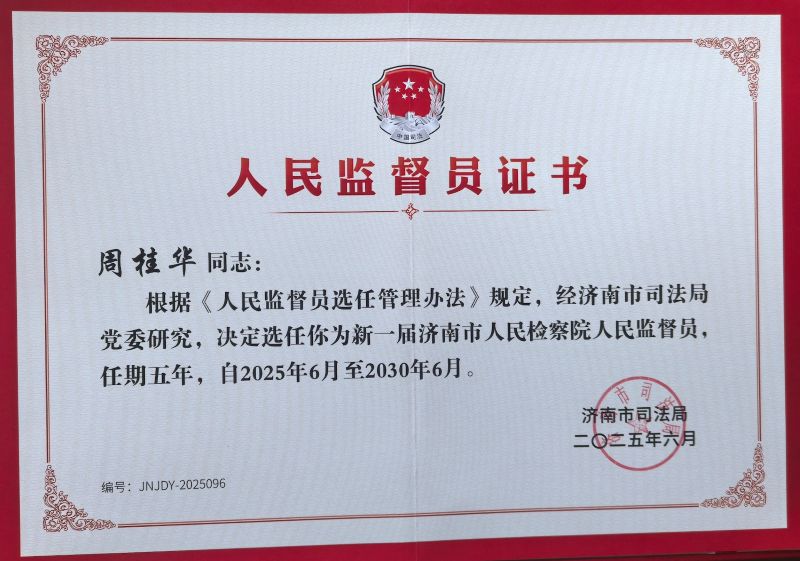 中国司法
人民监督员证书
周桂华 同志：
根据《人民监督员选任管理办法》规定，经济南市司法局
党委研究，决定选任你为新一届济南市人民检察院人民监督员，
任期五年，自2025年6月至2030年6月。
济南市司法局
二〇二五年六月
编号：JNJDY-2025096